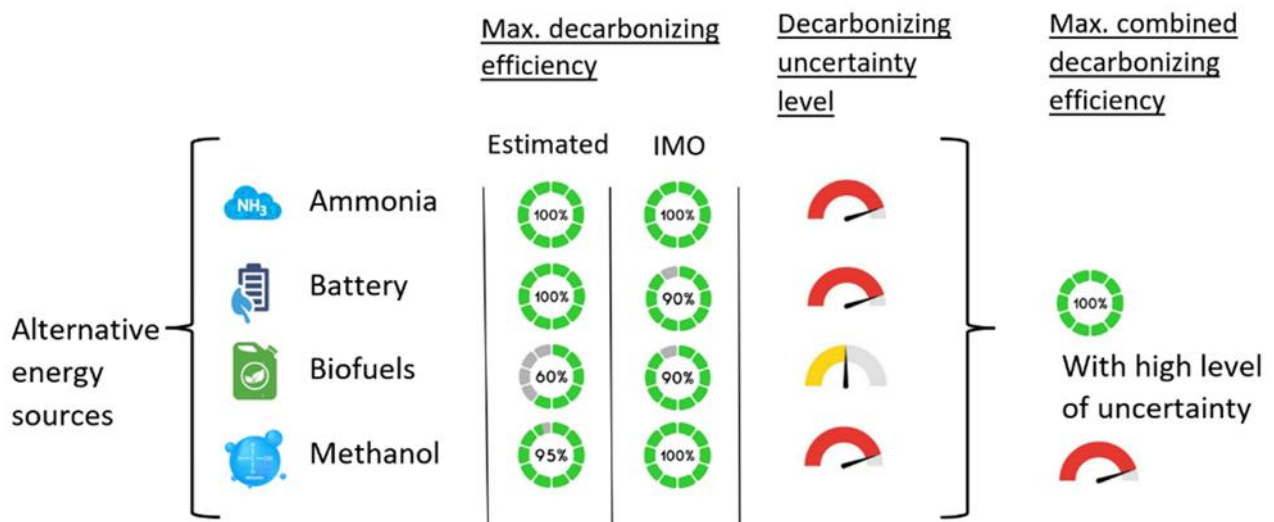 Max. decarbonizing
efficiency
Decarbonizing
uncertainty
level
Max. combined
decarbonizing
efficiency
Estimated
IMO
Alternative
energy
sources
NH3
Ammonia
100%
100%
Battery
100%
90%
Biofuels
60%
90%
Methanol
95%
100%
100%
With high level
of uncertainty